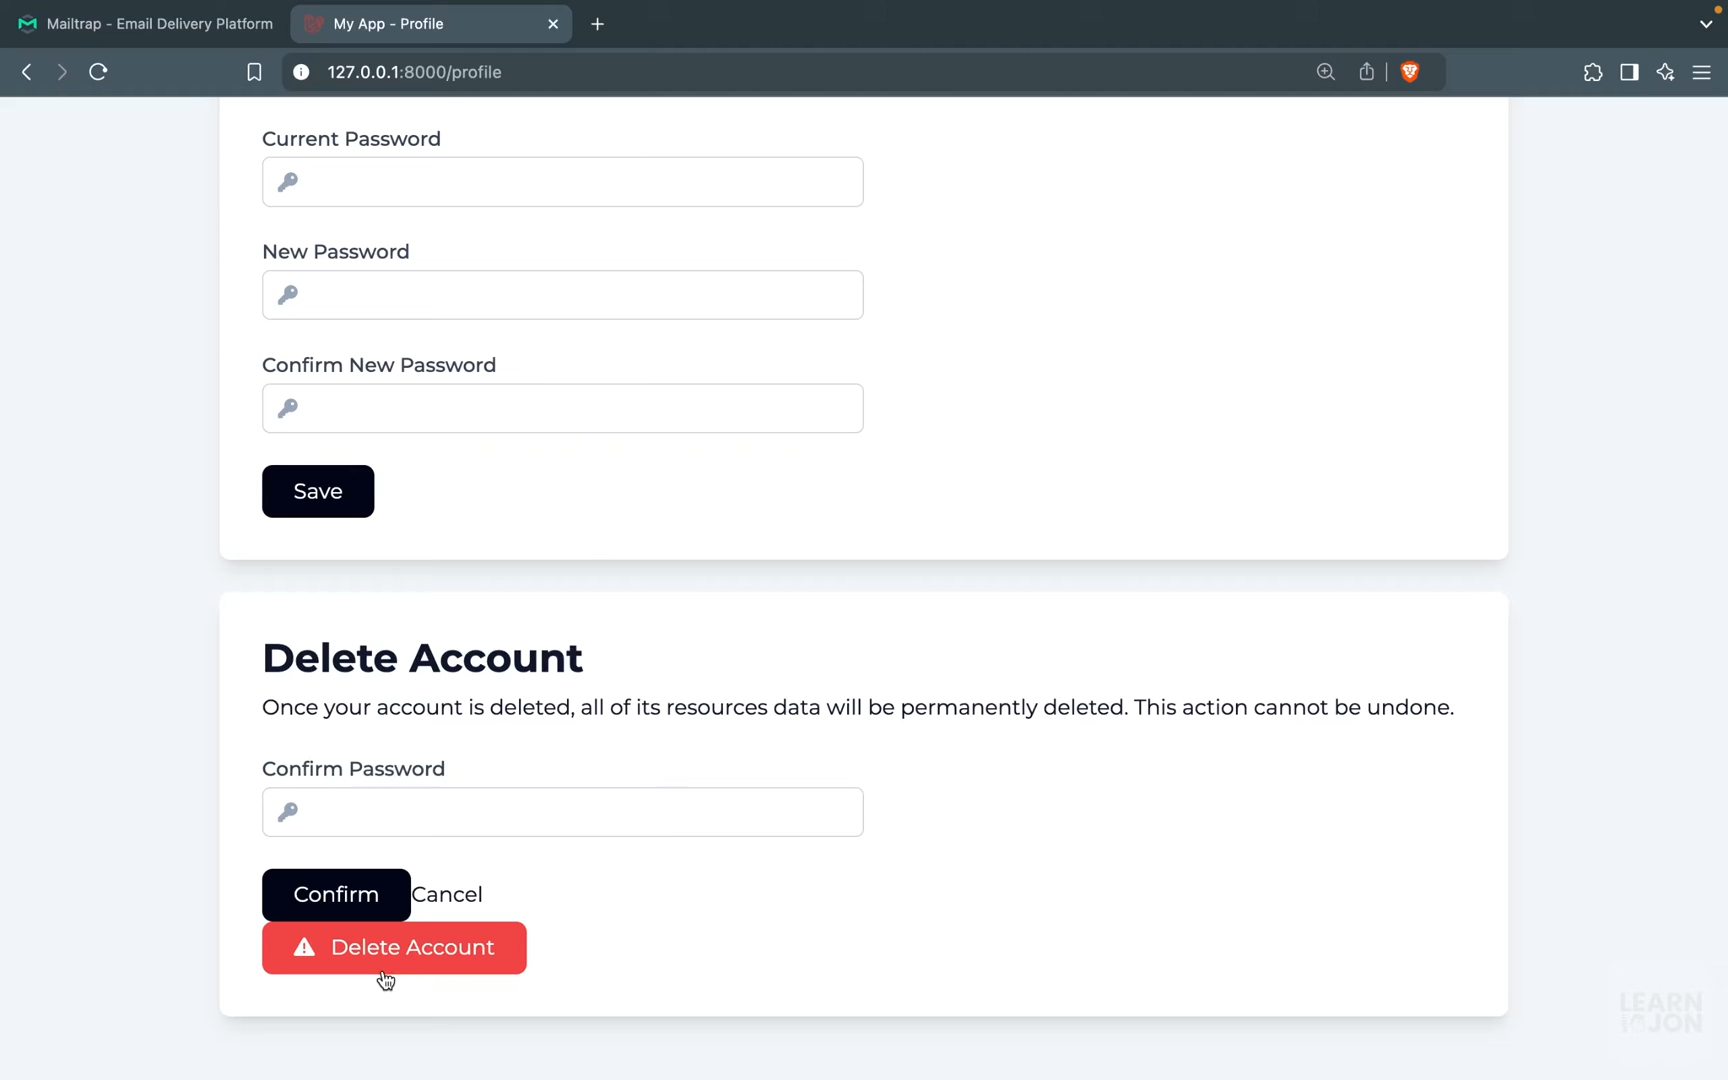 Mailtrap - Email Delivery Platform
My App - Profile
127.0.0.1:8000/profile
Current Password
New Password
Confirm New Password
Save
Delete Account
Once your account is deleted, all of its resources data will be permanently deleted. This action cannot be undone.
Confirm Password
Confirm Cancel
Delete Account
LEARN
JON